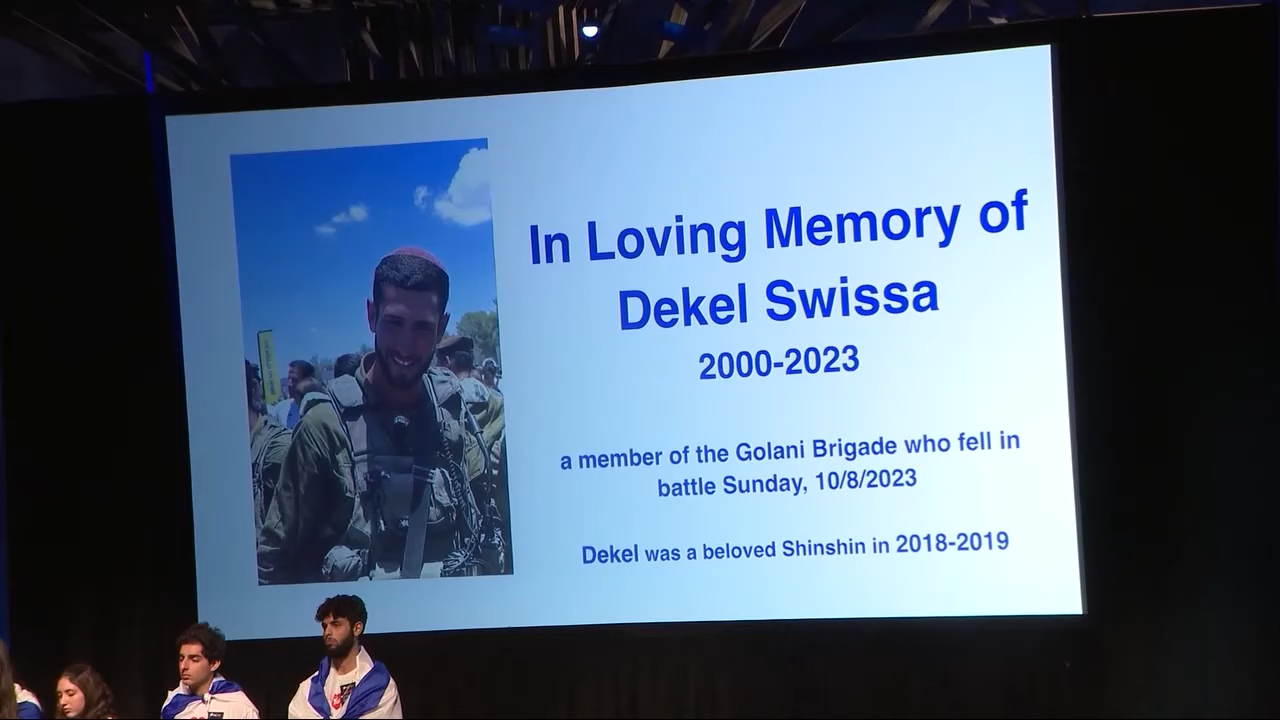 In Loving Memory of
Dekel Swissa
2000-2023
a member of the Golani Brigade who fell in
battle Sunday, 10/8/2023
Dekel was a beloved Shinshin in 2018-2019